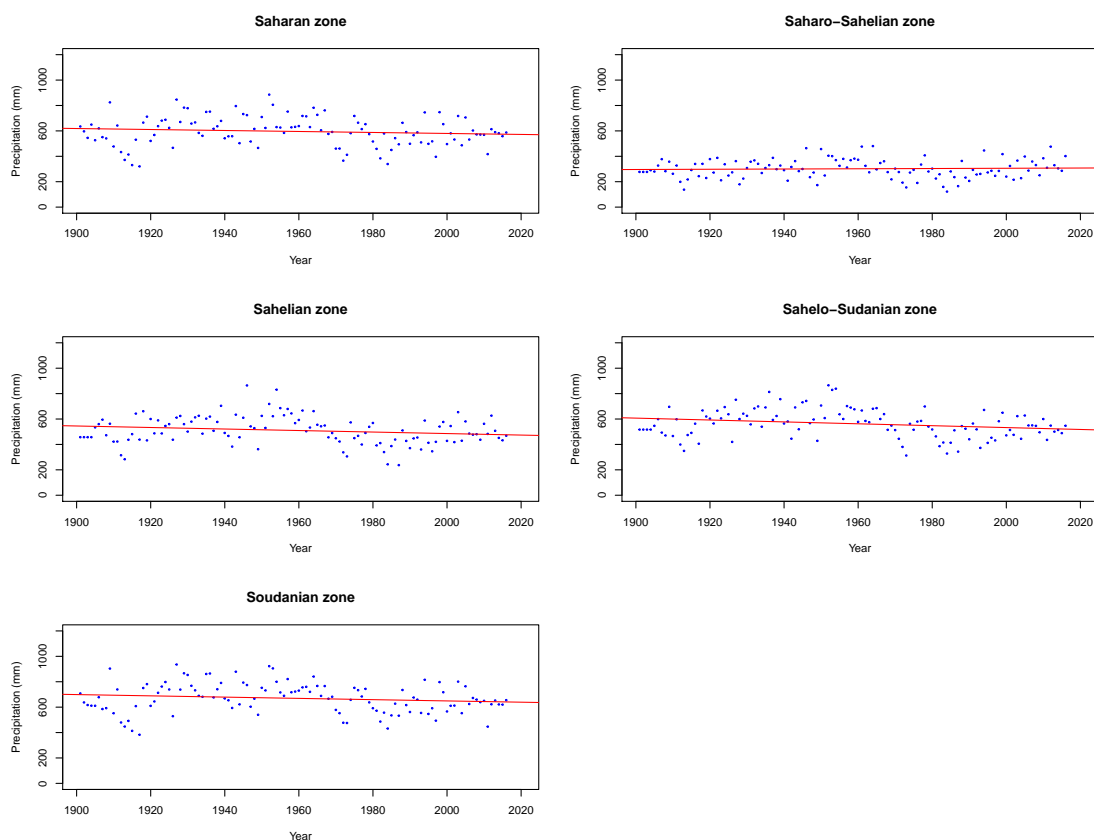 Saharan zone
Precipitation (mm)
0 200 600 1000
1900 1920 1940 1960 1980 2000 2020
Year
Saharo−Sahelian zone
Precipitation (mm)
0 200 600 1000
1900 1920 1940 1960 1980 2000 2020
Year
Sahelian zone
Precipitation (mm)
0 200 600 1000
1900 1920 1940 1960 1980 2000 2020
Year
Sahelo−Sudanian zone
Precipitation (mm)
0 200 600 1000
1900 1920 1940 1960 1980 2000 2020
Year
Soudanian zone
Precipitation (mm)
0 200 600 1000
1900 1920 1940 1960 1980 2000 2020
Year